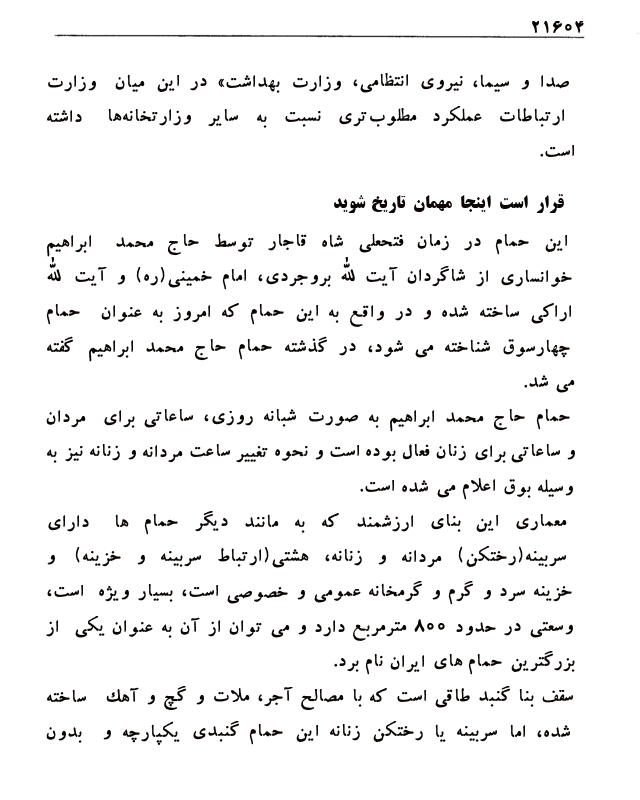 ۲۱۶۰۴
صدا و سیما، نیروی انتظامی، وزارت بهداشت» در این میان وزارت
ارتباطات عملکرد مطلوب‌تری نسبت به سایر وزارتخانه‌ها داشته
است.
قرار است اینجا مهمان تاریخ شوید
این حمام در زمان فتحعلی شاه قاجار توسط حاج محمد ابراهیم
خوانساری از شاگردان آیت لله بروجردی، امام خمینی(ره) و آیت لله
اراکی ساخته شده و در واقع به این حمام که امروز به عنوان حمام
چهارسوق شناخته می شود، در گذشته حمام حاج محمد ابراهیم گفته
می شد.
حمام حاج محمد ابراهیم به صورت شبانه روزی، ساعاتی برای مردان
و ساعاتی برای زنان فعال بوده است و نحوه تغییر ساعت مردانه و زنانه نیز به
وسیله بوق اعلام می شده است.
معماری این بنای ارزشمند که به مانند دیگر حمام ها دارای
سربینه(رختکن) مردانه و زنانه، هشتی(ارتباط سربینه و خزینه) و
خزینه سرد و گرم و گرمخانه عمومی و خصوصی است، بسیار ویژه است،
وسعتی در حدود ۸۰۰ مترمربع دارد و می توان از آن به عنوان یکی از
بزرگترین حمام های ایران نام برد.
سقف بنا گنبد طاقی است که با مصالح آجر، ملات و گچ و آهك ساخته
شده، اما سربینه یا رختکن زنانه این حمام گنبدی یکپارچه و بدون